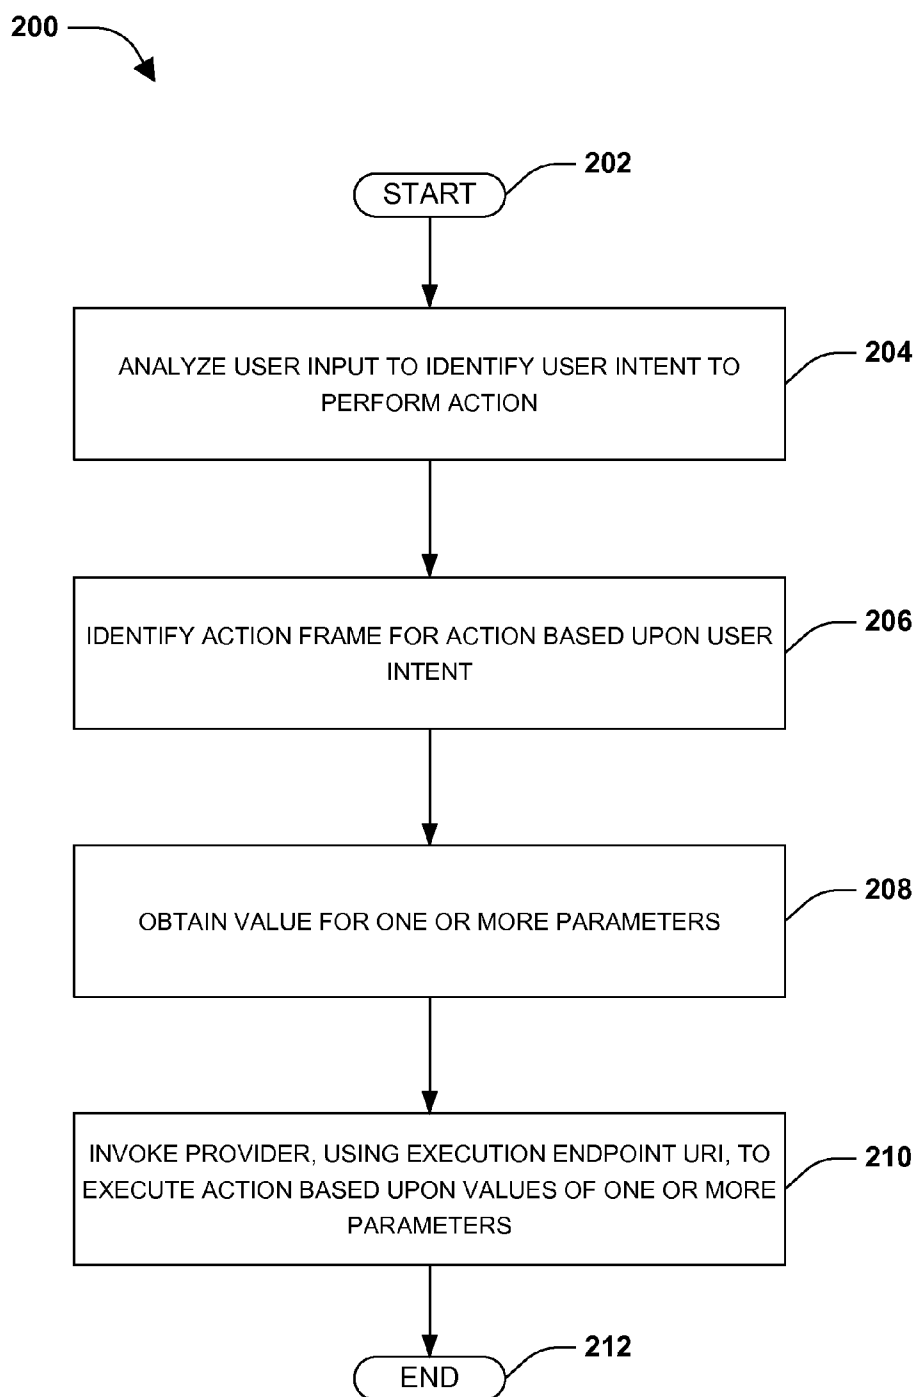 200
202
START
204
ANALYZE USER INPUT TO IDENTIFY USER INTENT TO
PERFORM ACTION
206
IDENTIFY ACTION FRAME FOR ACTION BASED UPON USER
INTENT
208
OBTAIN VALUE FOR ONE OR MORE PARAMETERS
210
INVOKE PROVIDER, USING EXECUTION ENDPOINT URI, TO
EXECUTE ACTION BASED UPON VALUES OF ONE OR MORE
PARAMETERS
212
END